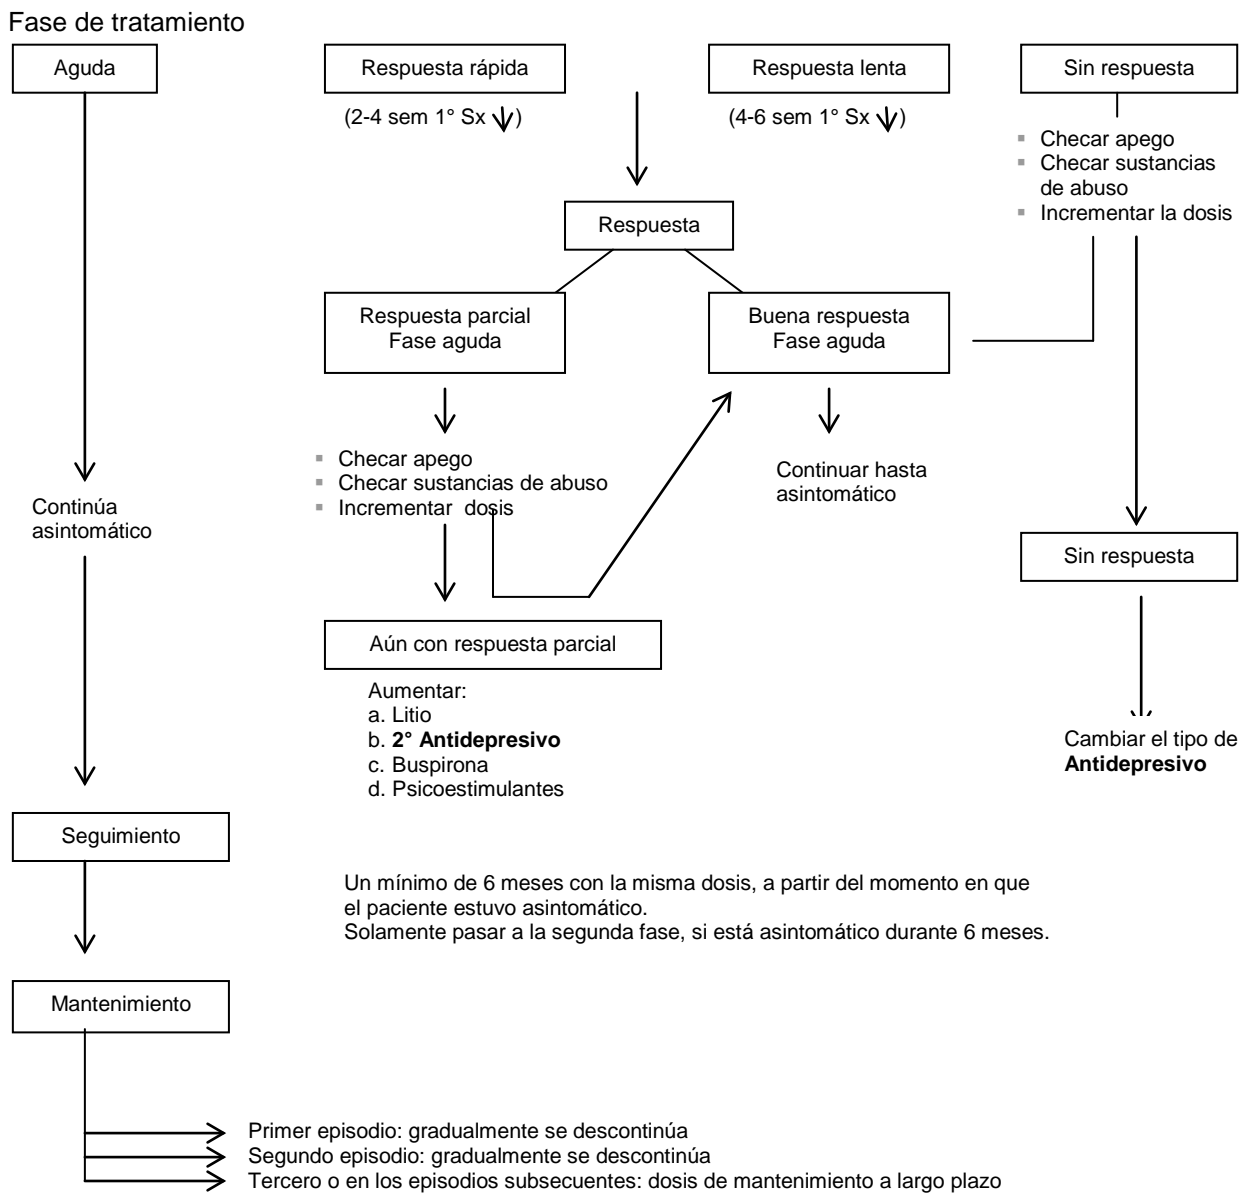 Fase de tratamiento
Aguda
Respuesta rápida
Respuesta lenta
Sin respuesta
(2-4 sem 1° Sx ↓)
(4-6 sem 1° Sx ↓)
▪ Checar apego
▪ Checar sustancias
de abuso
▪ Incrementar la dosis
Respuesta
Respuesta parcial
Fase aguda
Buena respuesta
Fase aguda
▪ Checar apego
▪ Checar sustancias de abuso
▪ Incrementar dosis
Continuar hasta
asintomático
Continúa
asintomático
Sin respuesta
Aún con respuesta parcial
Aumentar:
a. Litio
b. 2° Antidepresivo
c. Buspirona
d. Psicoestimulantes
Cambiar el tipo de
Antidepresivo
Seguimiento
Un mínimo de 6 meses con la misma dosis, a partir del momento en que
el paciente estuvo asintomático.
Solamente pasar a la segunda fase, si está asintomático durante 6 meses.
Mantenimiento
Primer episodio: gradualmente se descontinúa
Segundo episodio: gradualmente se descontinúa
Tercero o en los episodios subsecuentes: dosis de mantenimiento a largo plazo